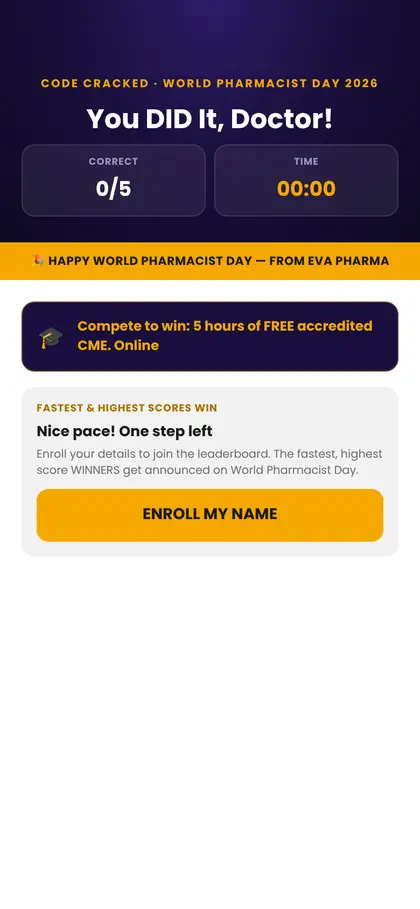 CODE CRACKED · WORLD PHARMACIST DAY 2026
You DID It, Doctor!
CORRECT
0/5
TIME
00:00
🎉 HAPPY WORLD PHARMACIST DAY — FROM EVA PHARMA
🎓 Compete to win: 5 hours of FREE accredited
CME. Online
FASTEST & HIGHEST SCORES WIN
Nice pace! One step left
Enroll your details to join the leaderboard. The fastest, highest
score WINNERS get announced on World Pharmacist Day.
ENROLL MY NAME